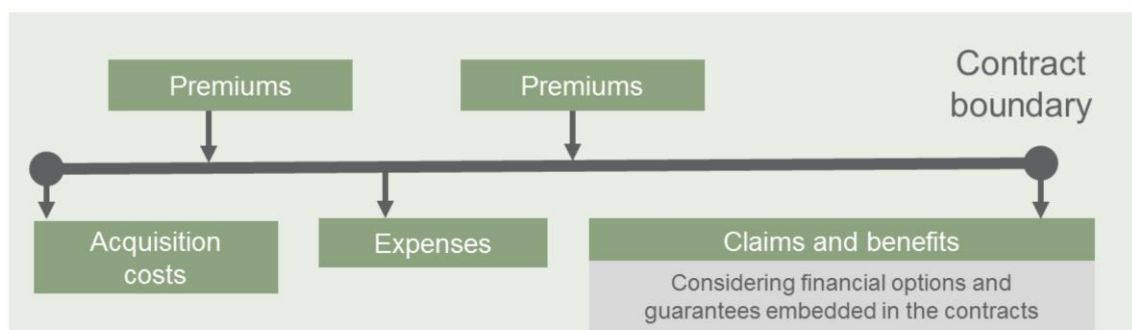 Premiums
Premiums
Contract
boundary
Acquisition
costs
Expenses
Claims and benefits
Considering financial options and
guarantees embedded in the contracts